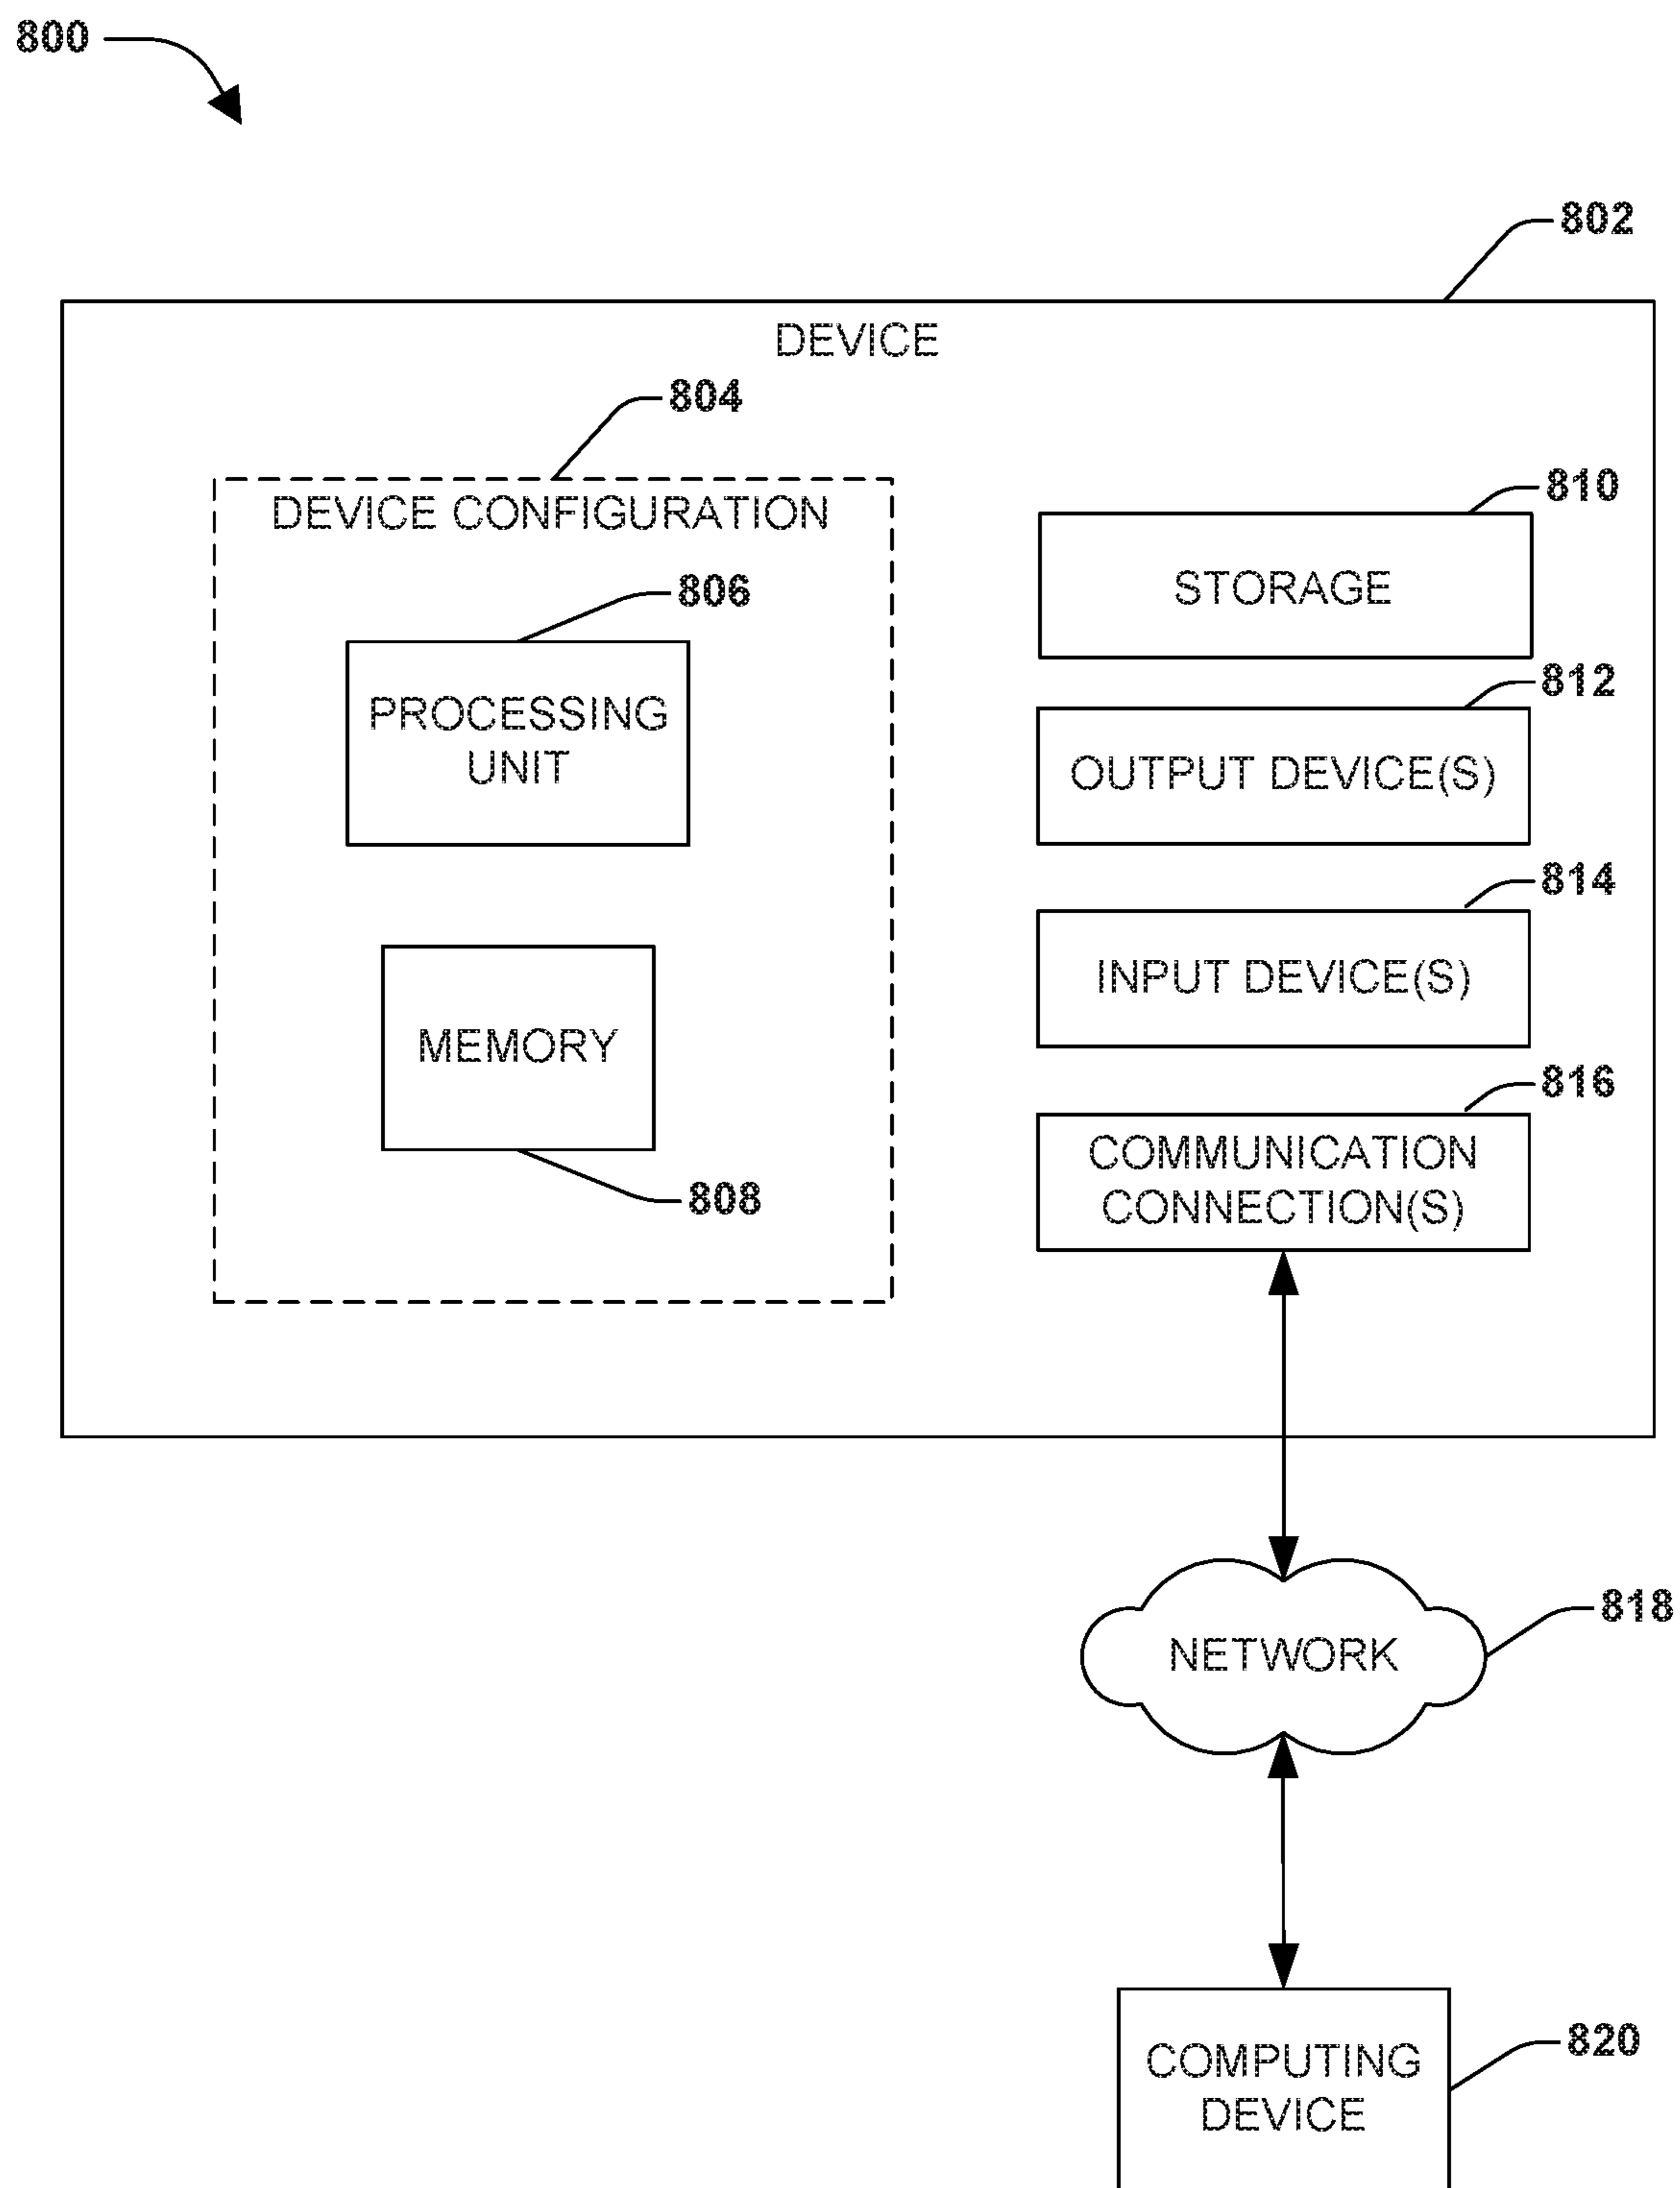 800
802
DEVICE
804
DEVICE CONFIGURATION
806
PROCESSING
UNIT
MEMORY
808
810
STORAGE
812
OUTPUT DEVICE(S)
814
INPUT DEVICE(S)
816
COMMUNICATION
CONNECTION(S)
818
NETWORK
820
COMPUTING
DEVICE